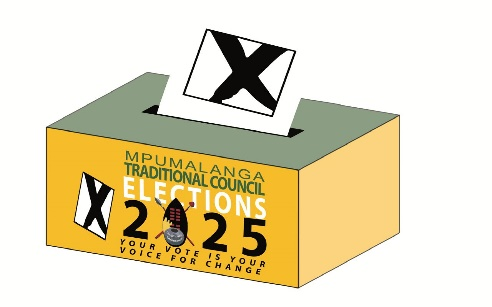 MPUMALANGA
TRADITIONAL COUNCIL
ELECTIONS
2025
YOUR VOTE IS YOUR
VOICE FOR CHANGE